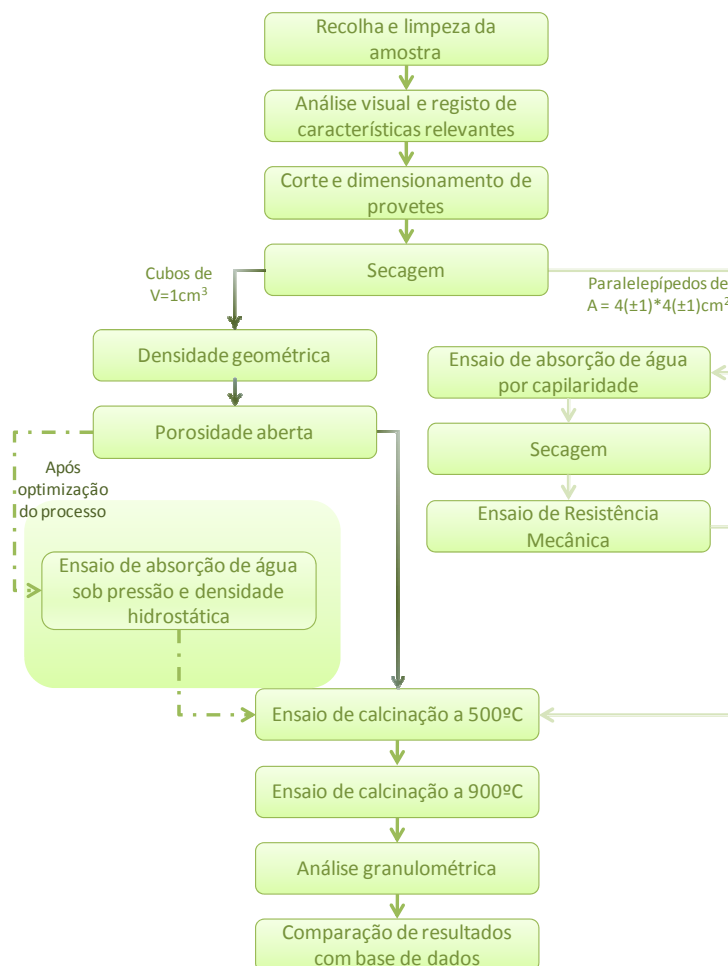 Recolha e limpeza da
amostra
Análise visual e registo de
características relevantes
Corte e dimensionamento de
provetes
Secagem
Cubos de
V=1cm³
Paralelepípedos de
A = 4(±1)*4(±1)cm²
Densidade geométrica
Ensaio de absorção de água
por capilaridade
Porosidade aberta
Secagem
Após
optimização
do processo
Ensaio de Resistência
Mecânica
Ensaio de absorção de água
sob pressão e densidade
hidrostática
Ensaio de calcinação a 500ºC
Ensaio de calcinação a 900ºC
Análise granulométrica
Comparação de resultados
com base de dados